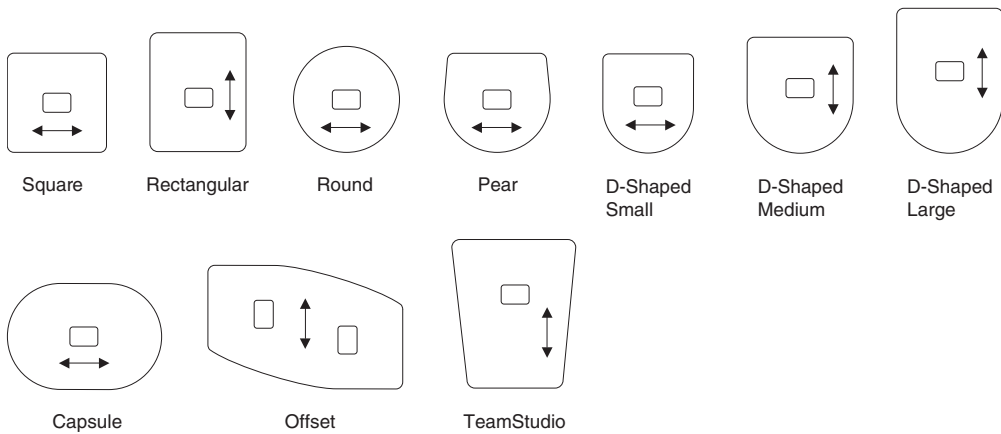 Square
Rectangular
Round
Pear
D-Shaped
Small
D-Shaped
Medium
D-Shaped
Large
Capsule
Offset
TeamStudio